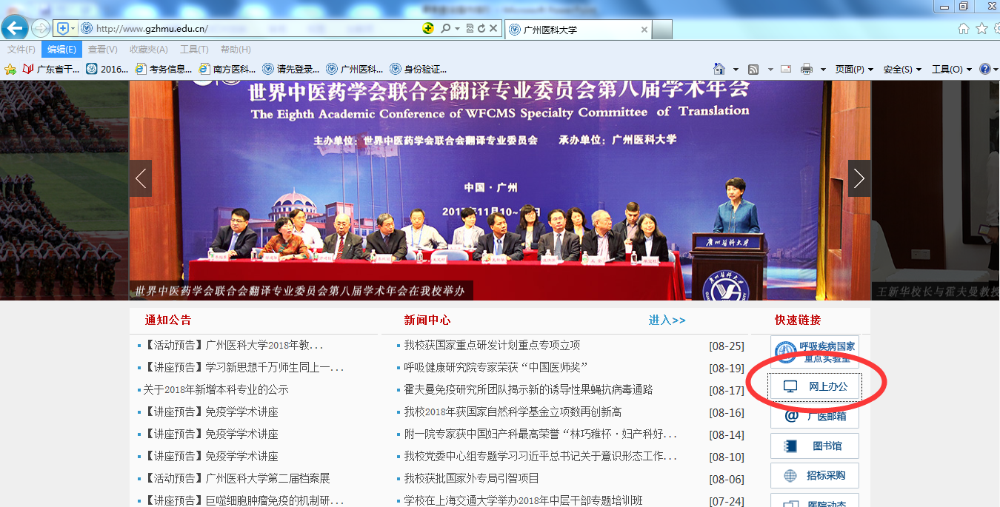 http://www.gzhmu.edu.cn/
广州医科大学
文件(F) 编辑(E) 查看(V) 收藏夹(A) 工具(T) 帮助(H)
广东省干... 2016... 考务信息... 南方医科... 请先登录... 广州医科... 身份验证...
页面(P) 安全(S) 工具(O)
世界中医药学会联合会翻译专业委员会第八届学术年会
The Eighth Academic Conference of WFCMS Specialty Committee of Translation
主办单位：世界中医药学会联合会翻译专业委员会 承办单位：广州医科大学
中国·广州
广州医科大学
世界中医药学会联合会翻译专业委员会第八届学术年会在我校举办
王新华校长与霍夫曼教授
通知公告
【活动预告】广州医科大学2018年教...
【讲座预告】学习新思想千万师生同上一...
关于2018年新增本科专业的公示
【讲座预告】免疫学学术讲座
【讲座预告】免疫学学术讲座
【讲座预告】免疫学学术讲座
【活动预告】广州医科大学第二届档案展
【讲座预告】巨噬细胞肿瘤免疫的机制研...
新闻中心 进入>>
我校获国家重点研发计划重点专项立项 [08-25]
呼吸健康研究院专家荣获“中国医师奖” [08-19]
霍夫曼免疫研究所团队揭示新的诱导性果蝇抗病毒通路 [08-17]
我校2018年获国家自然科学基金立项数再创新高 [08-16]
附一院专家获中国妇产科最高荣誉“林巧稚杯·妇产科好... [08-14]
我校党委中心组专题学习习近平总书记关于意识形态工作... [08-10]
我校获批国家外专局引智项目 [08-06]
学校在上海交通大学举办2018年中层干部专题培训班 [07-24]
快速链接
呼吸疾病国家
重点实验室
网上办公
广医邮箱
图书馆
招标采购
医院动态